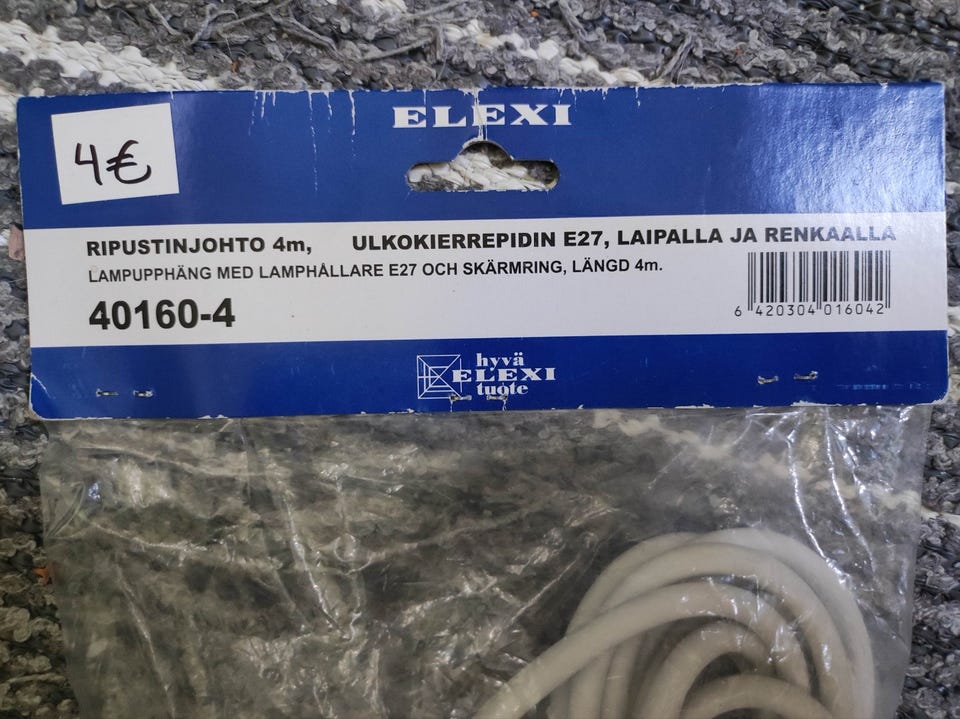 ELEXI
4€
RIPUSTINJOHTO 4m, ULKOKIERREPIDIN E27, LAIPALLA JA RENKAALLA
LAMPUPPHÄNG MED LAMPHÅLLARE E27 OCH SKÄRMRING, LÄNGD 4m.
40160-4
6 420304 016042
hyvä
ELEXI
tuote